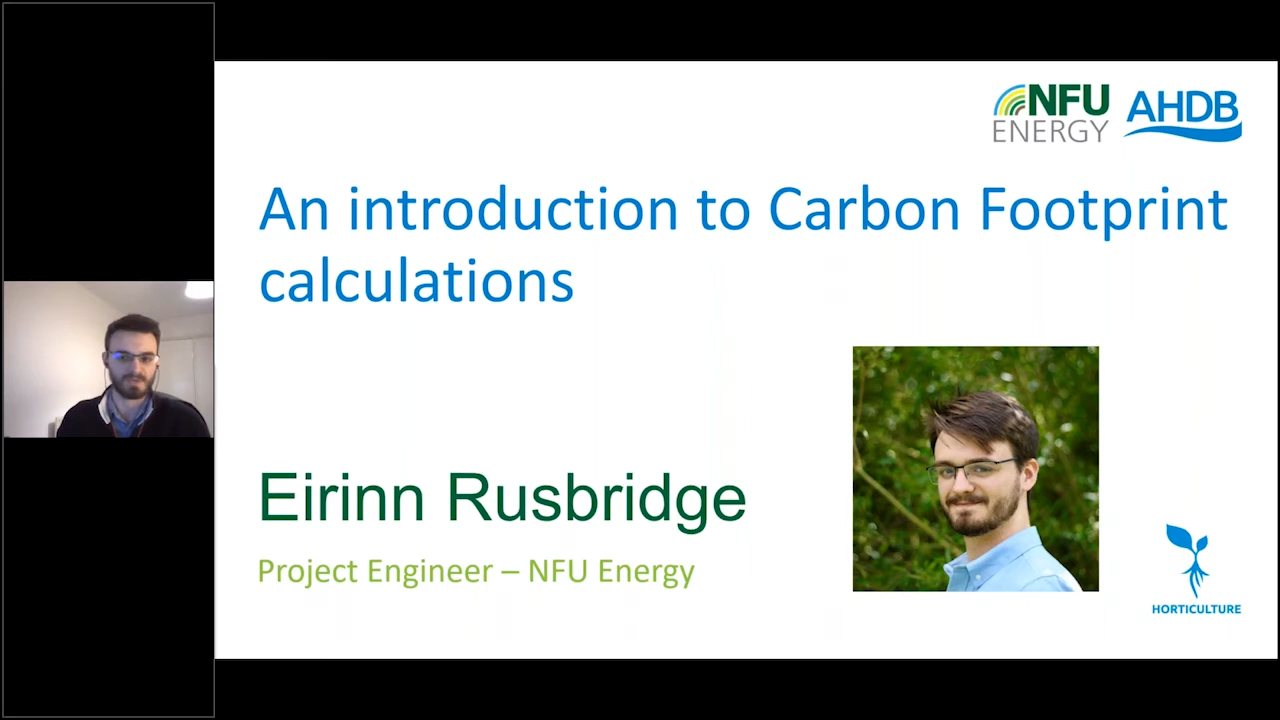 NFU
ENERGY
AHDB
An introduction to Carbon Footprint
calculations
Eirinn Rusbridge
Project Engineer – NFU Energy
HORTICULTURE